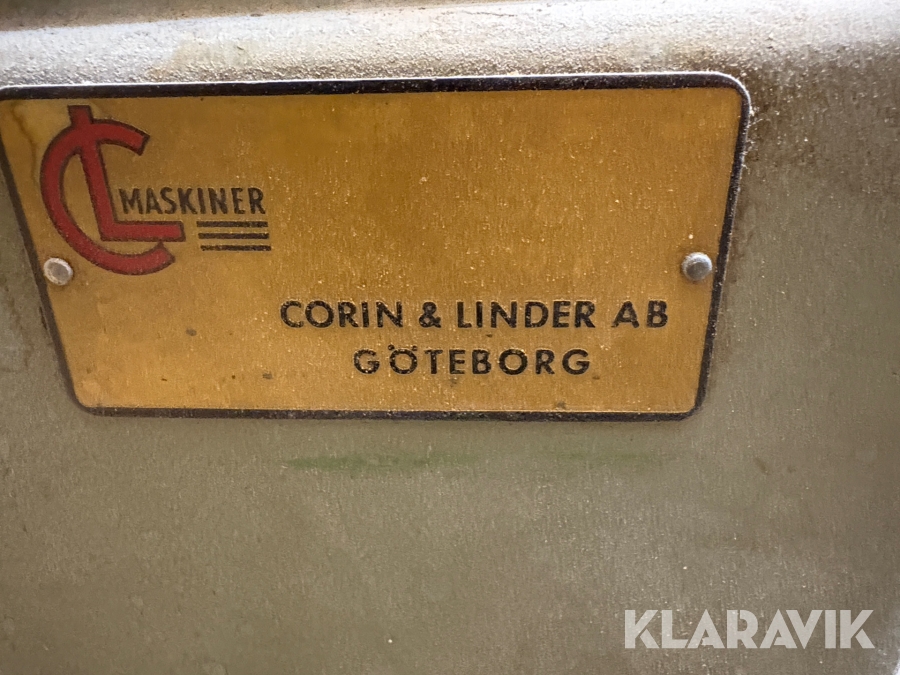 CL MASKINER
CORIN & LINDER AB
GÖTEBORG
KLARAVIK